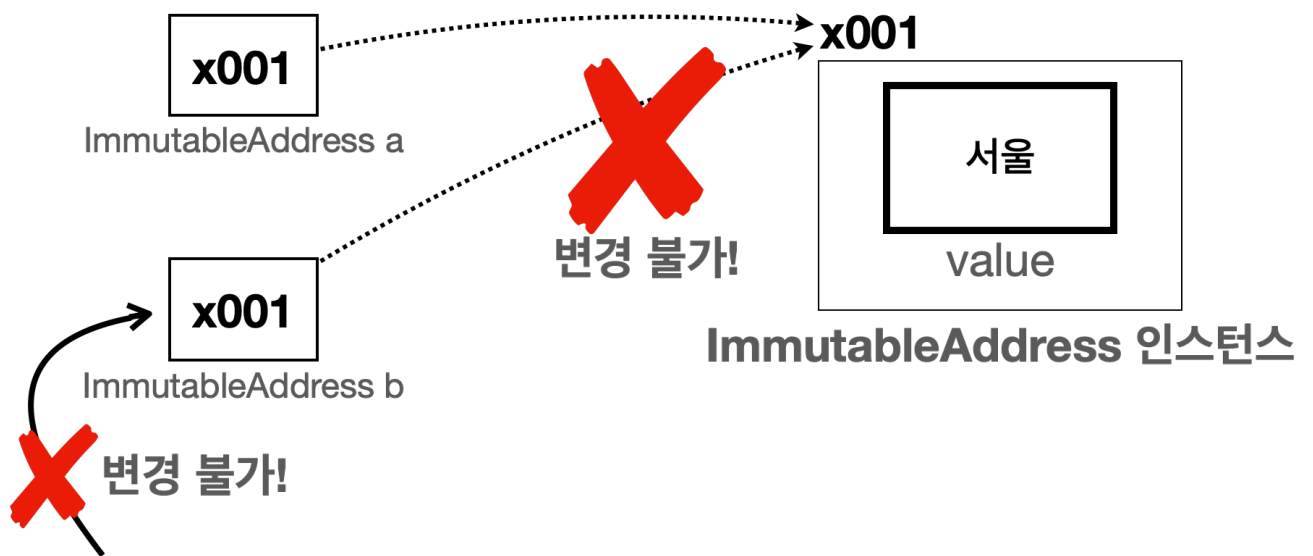 x001
ImmutableAddress a
x001
서울
value
ImmutableAddress 인스턴스
변경 불가!
x001
ImmutableAddress b
변경 불가!